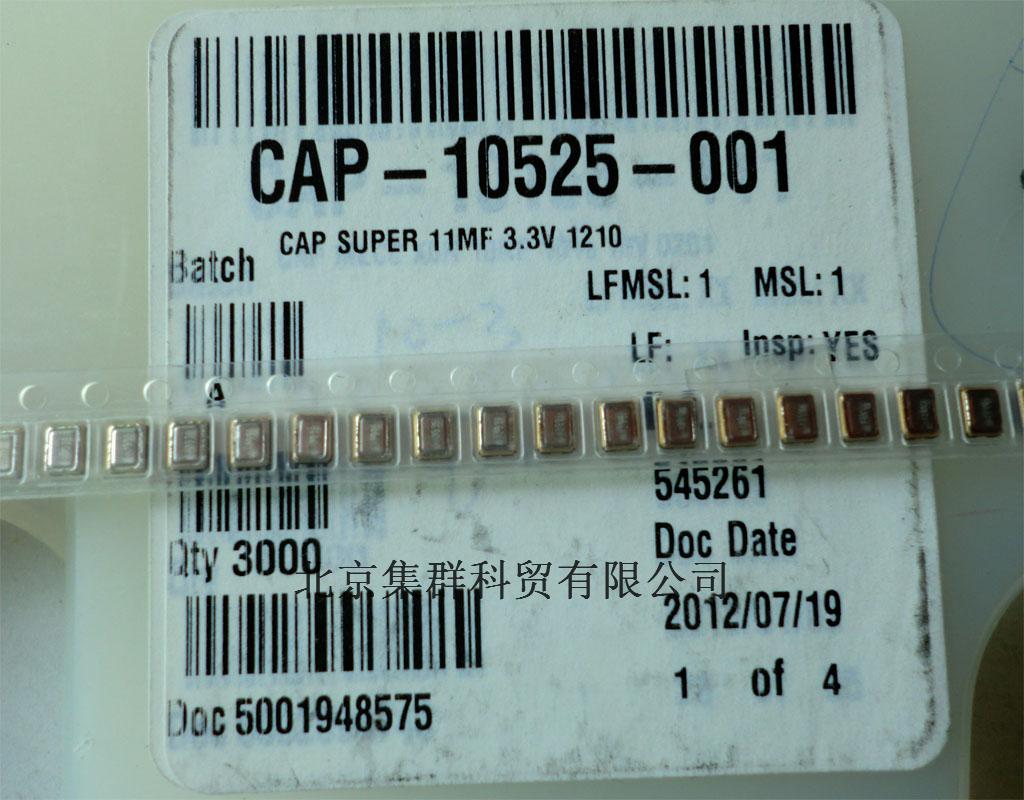 CAP-10525-001
CAP SUPER 11MF 3.3V 1210
Batch
LFMSL: 1 MSL: 1
LF: Insp: YES
A
545261
Qty 3000
Doc Date
北京集群科贸有限公司
2012/07/19
1 of 4
Doc 5001948575